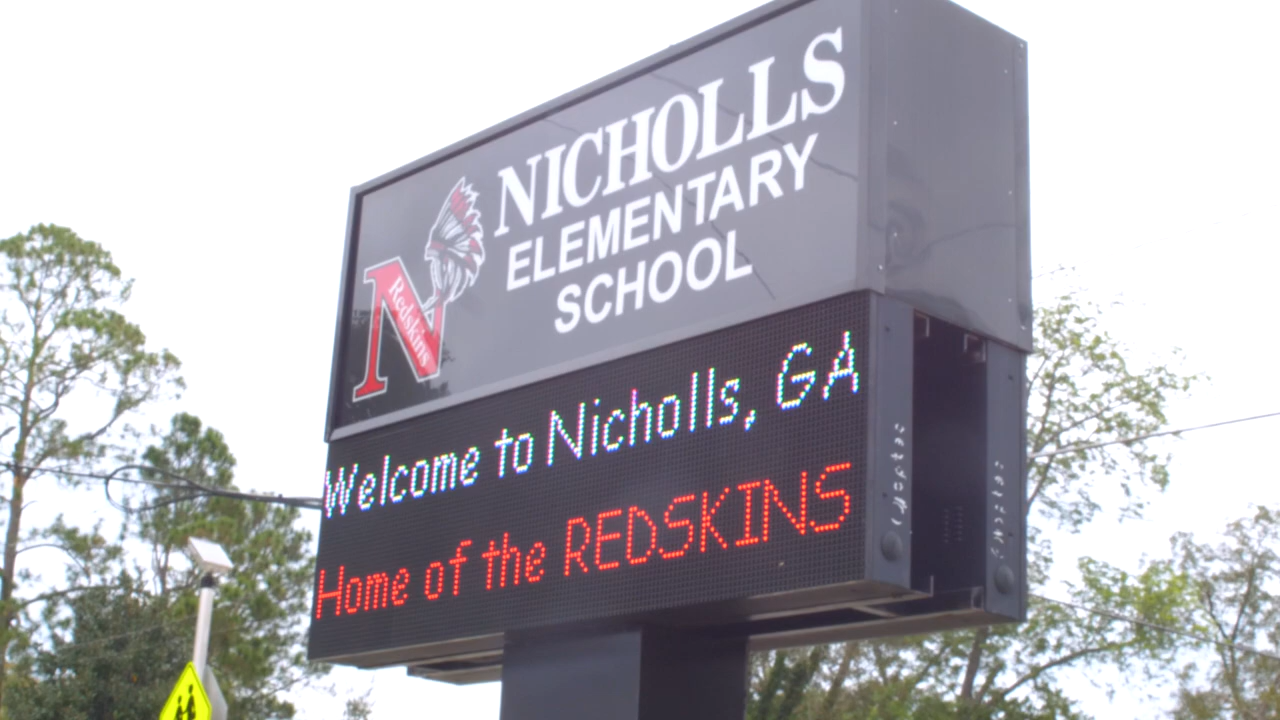 NICHOLLS
ELEMENTARY
SCHOOL
N
Redskins
Welcome to Nicholls, GA
Home of the REDSKINS